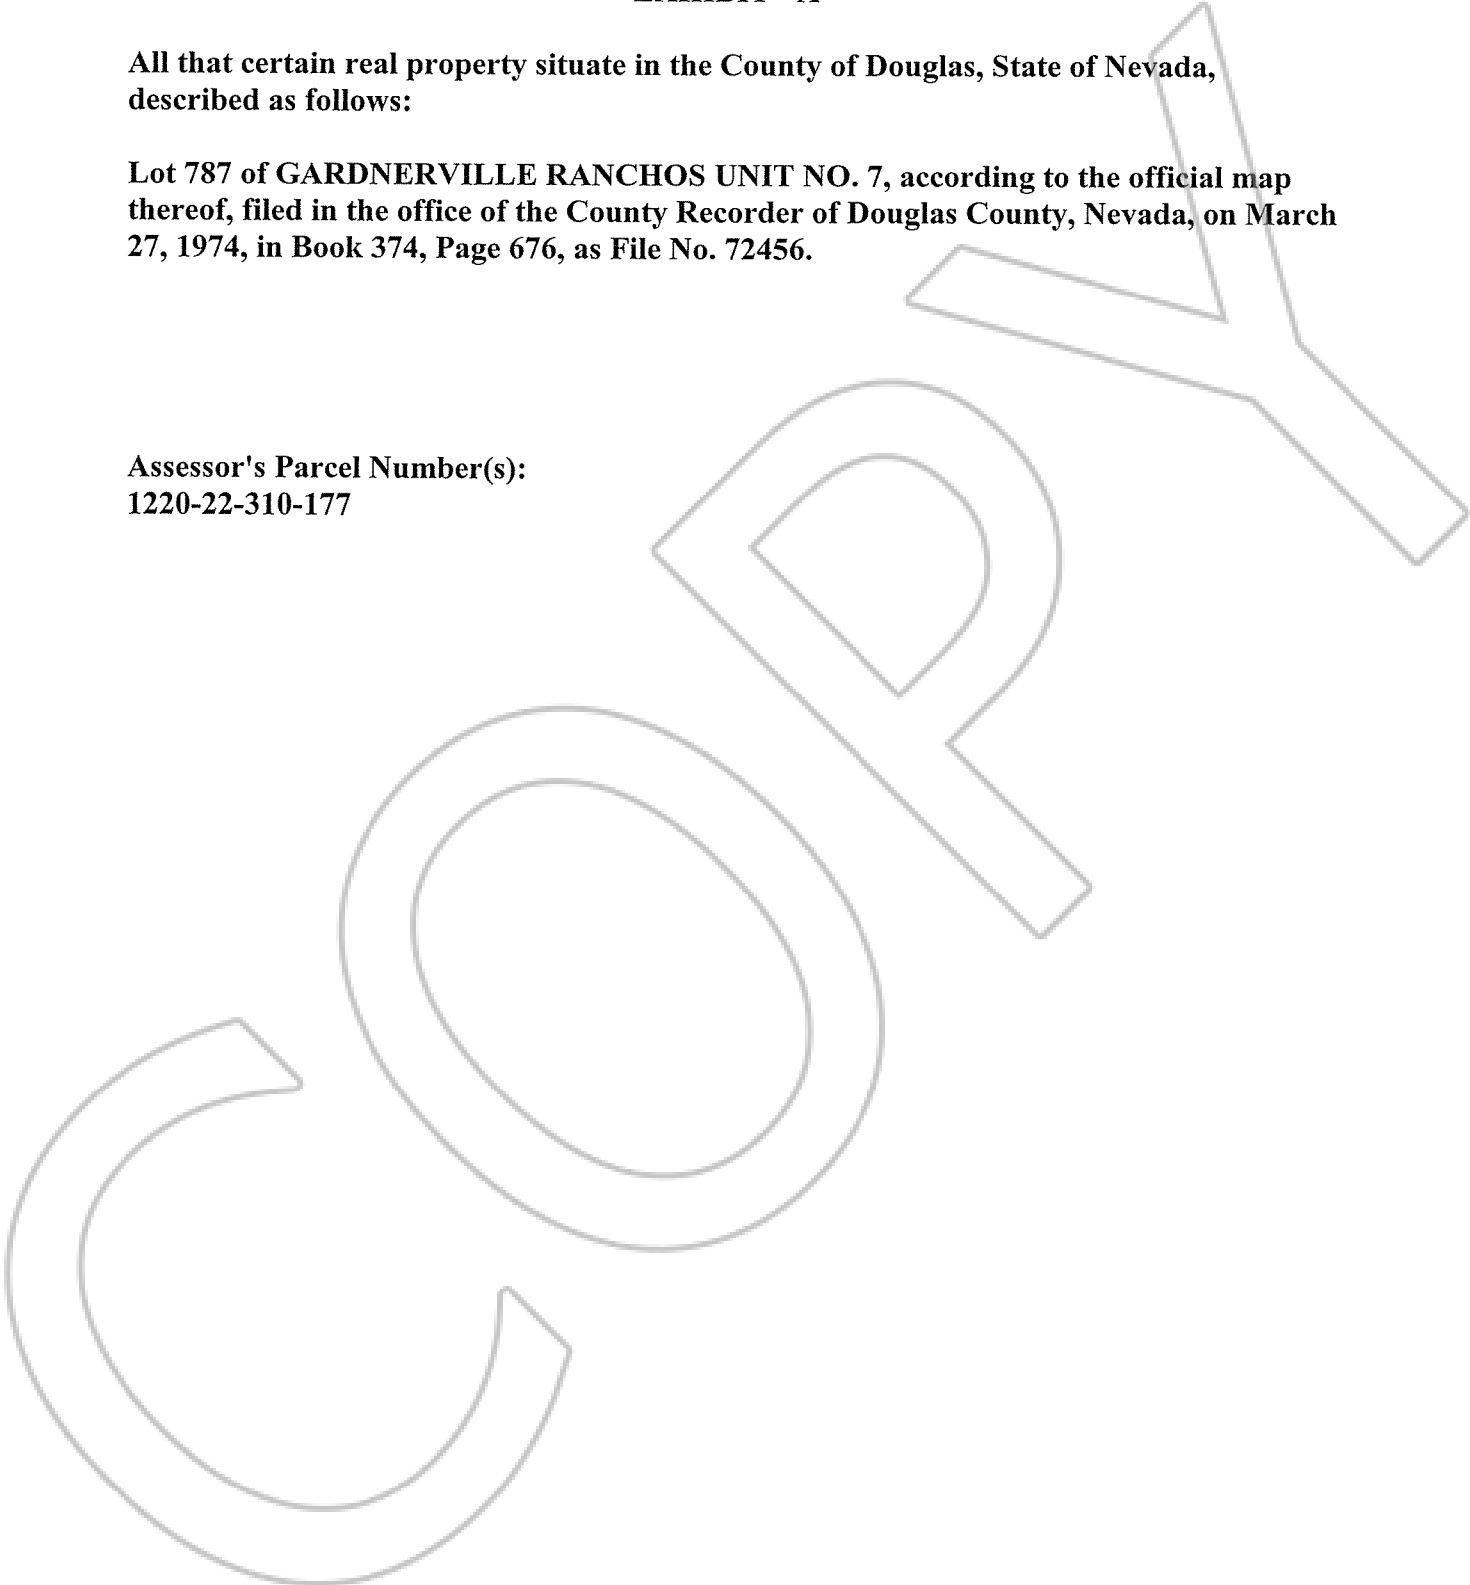 All that certain real property situate in the County of Douglas, State of Nevada,
described as follows:
Lot 787 of GARDNERVILLE RANCHOS UNIT NO. 7, according to the official map
thereof, filed in the office of the County Recorder of Douglas County, Nevada, on March
27, 1974, in Book 374, Page 676, as File No. 72456.
Assessor's Parcel Number(s):
1220-22-310-177
COPY